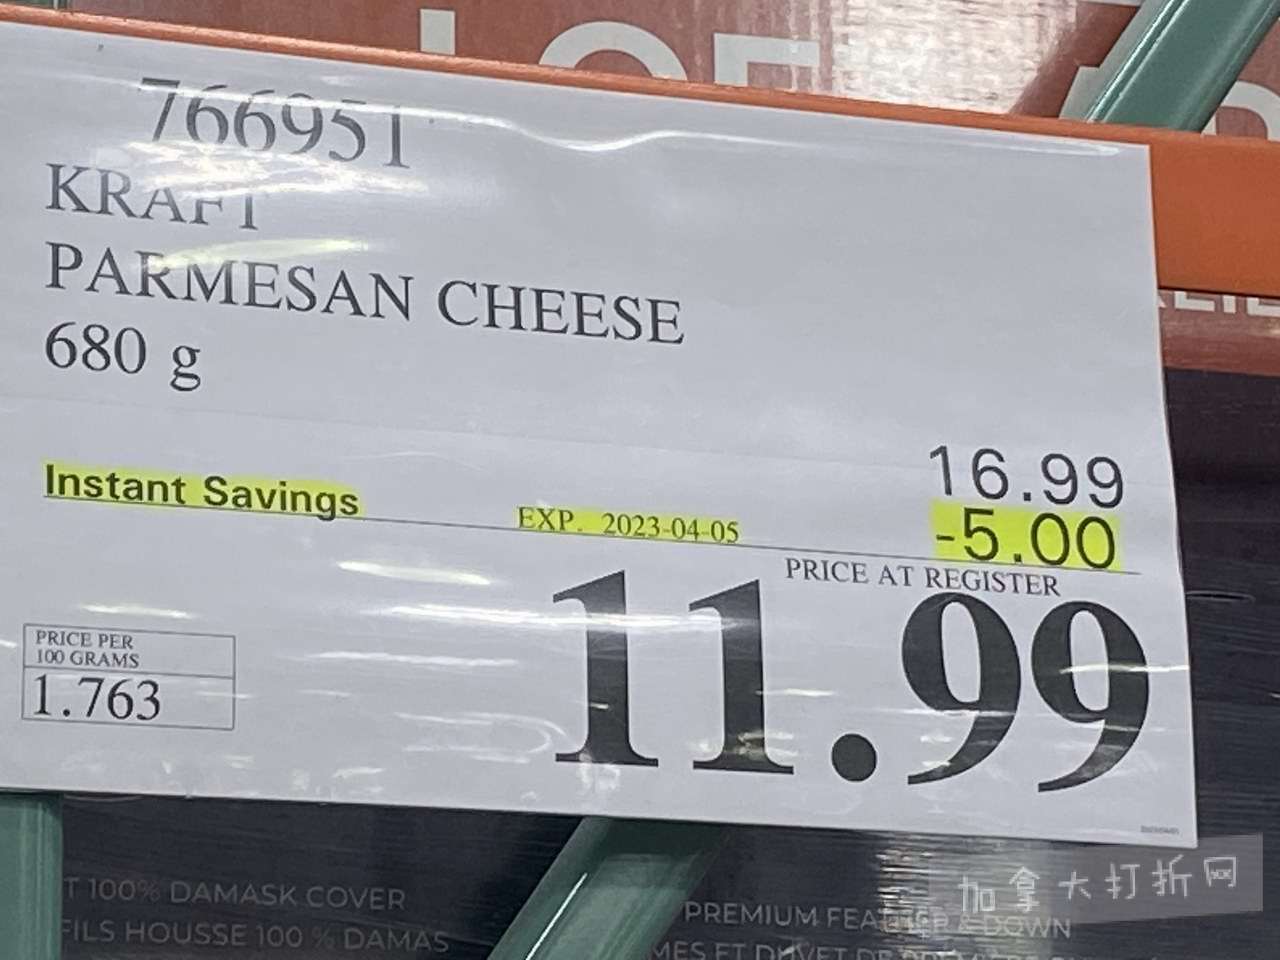 766951
KRAFT
PARMESAN CHEESE
680 g
16.99
Instant Savings EXP. 2023-04-05 -5.00
PRICE AT REGISTER
11.99
PRICE PER
100 GRAMS
1.763
T 100% DAMASK COVER
FILS HOUSSE 100 % DAMAS
PREMIUM FEATHER & DOWN
加拿大打折网